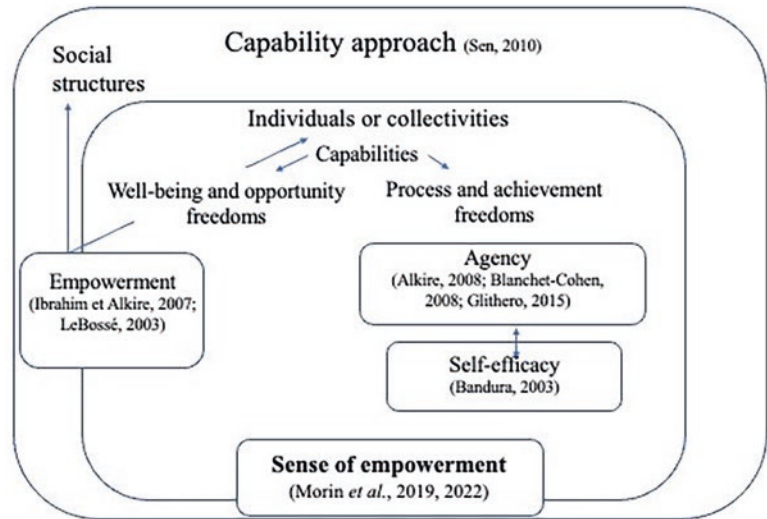 Capability approach (Sen, 2010)
Social
structures
Individuals or collectivities
Capabilities
Well-being and opportunity
freedoms
Process and achievement
freedoms
Empowerment
(Ibrahim et Alkire, 2007;
LeBossé, 2003)
Agency
(Alkire, 2008; Blanchet-Cohen,
2008; Glithero, 2015)
Self-efficacy
(Bandura, 2003)
Sense of empowerment
(Morin et al., 2019, 2022)